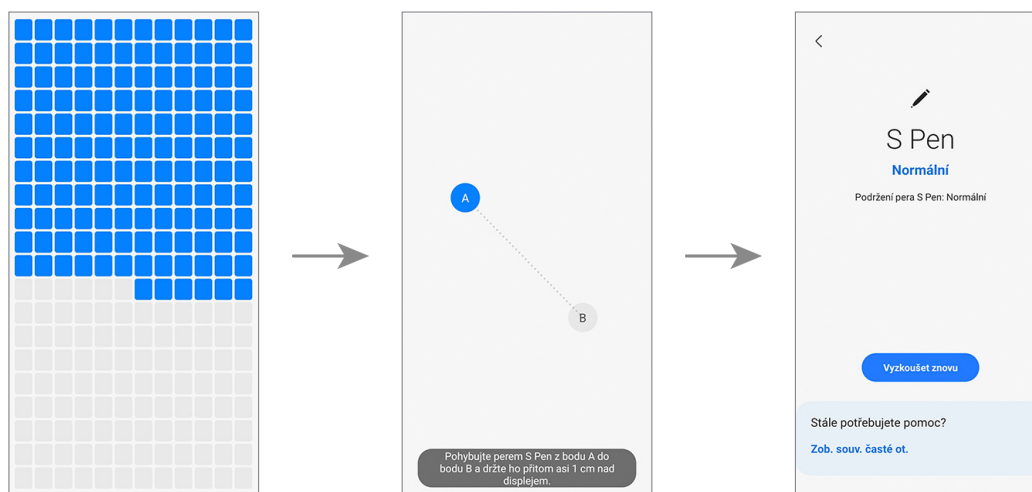 A
B
Pohybujte perem S Pen z bodu A do
bodu B a držte ho přitom asi 1 cm nad
displejem.
S Pen
Normální
Podržení pera S Pen: Normální
Vyzkoušet znovu
Stále potřebujete pomoc?
Zob. souv. časté ot.